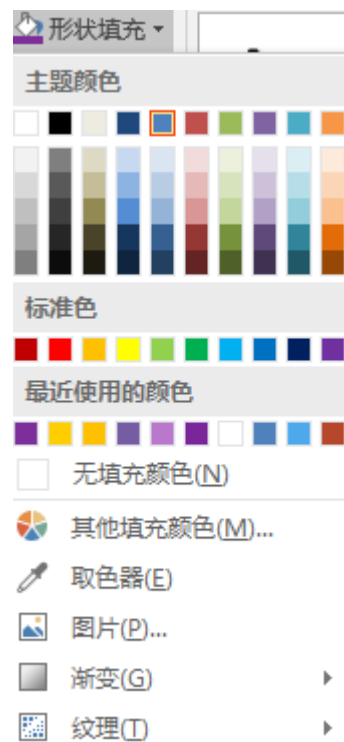 形状填充
主题颜色
标准色
最近使用的颜色
无填充颜色(N)
其他填充颜色(M)...
取色器(E)
图片(P)...
渐变(G)
纹理(T)